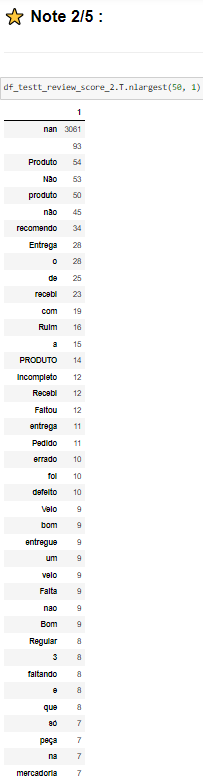 ⭐ Note 2/5 :
df_testt_review_score_2.T.nlargest(50, 1)
1
nan 3061
93
Produto 54
Não 53
produto 50
não 45
recomendo 34
Entrega 28
o 28
de 25
recebi 23
com 19
Ruim 16
a 15
PRODUTO 14
incompleto 12
Recebi 12
Faltou 12
entrega 11
Pedido 11
errado 10
foi 10
defeito 10
Veio 9
bom 9
entregue 9
um 9
veio 9
Falta 9
nao 9
Bom 9
Regular 8
3 8
faltando 8
e 8
que 8
só 7
peça 7
na 7
mercadoria 7